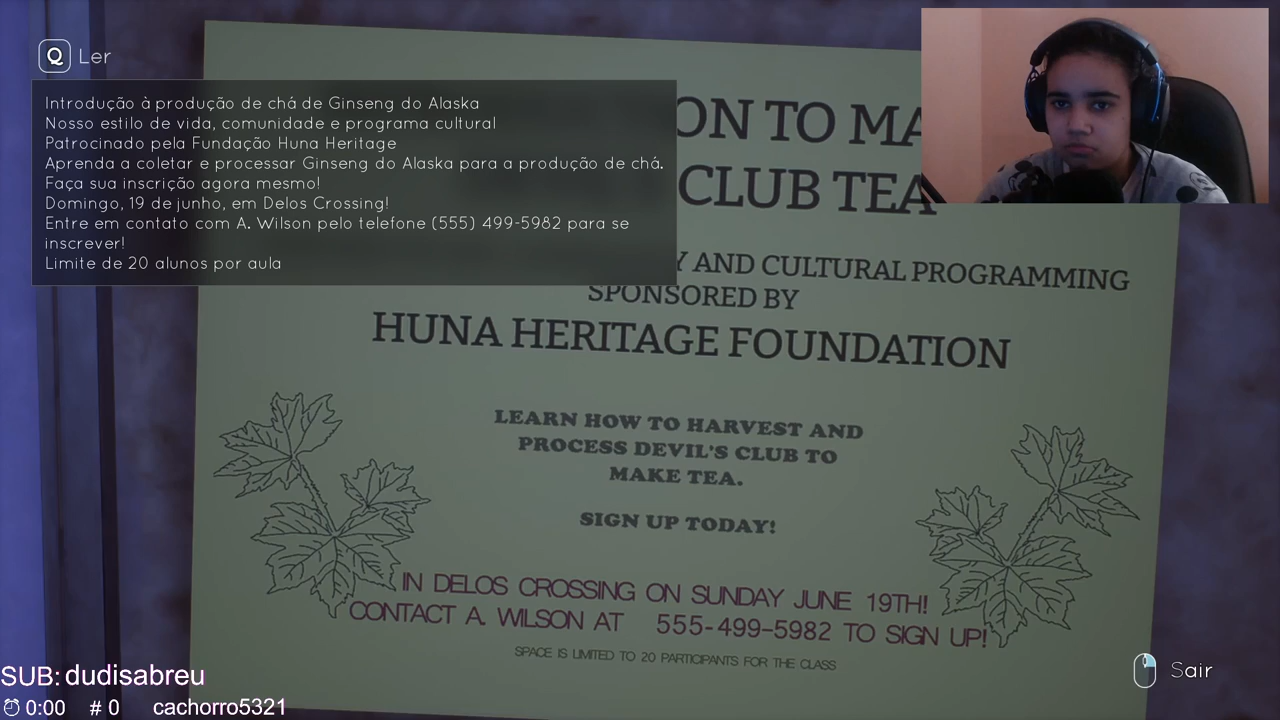 Q Ler
Introdução à produção de chá de Ginseng do Alaska
Nosso estilo de vida, comunidade e programa cultural
Patrocinado pela Fundação Huna Heritage
Aprenda a coletar e processar Ginseng do Alaska para a produção de chá.
Faça sua inscrição agora mesmo!
Domingo, 19 de junho, em Delos Crossing!
Entre em contato com A. Wilson pelo telefone (555) 499-5982 para se
inscrever!
Limite de 20 alunos por aula
TO
CLUB TEA
AND CULTURAL PROGRAMMING
SPONSORED BY
HUNA HERITAGE FOUNDATION
LEARN HOW TO HARVEST AND
PROCESS DEVIL'S CLUB TO
MAKE TEA.
SIGN UP TODAY!
IN DELOS CROSSING ON SUNDAY JUNE 19TH!
CONTACT A. WILSON AT 555-499-5982 TO SIGN UP!
SPACE IS LIMITED TO 20 PARTICIPANTS FOR THE CLASS
Sair
SUB: dudisabreu
0:00 # 0 cachorro5321